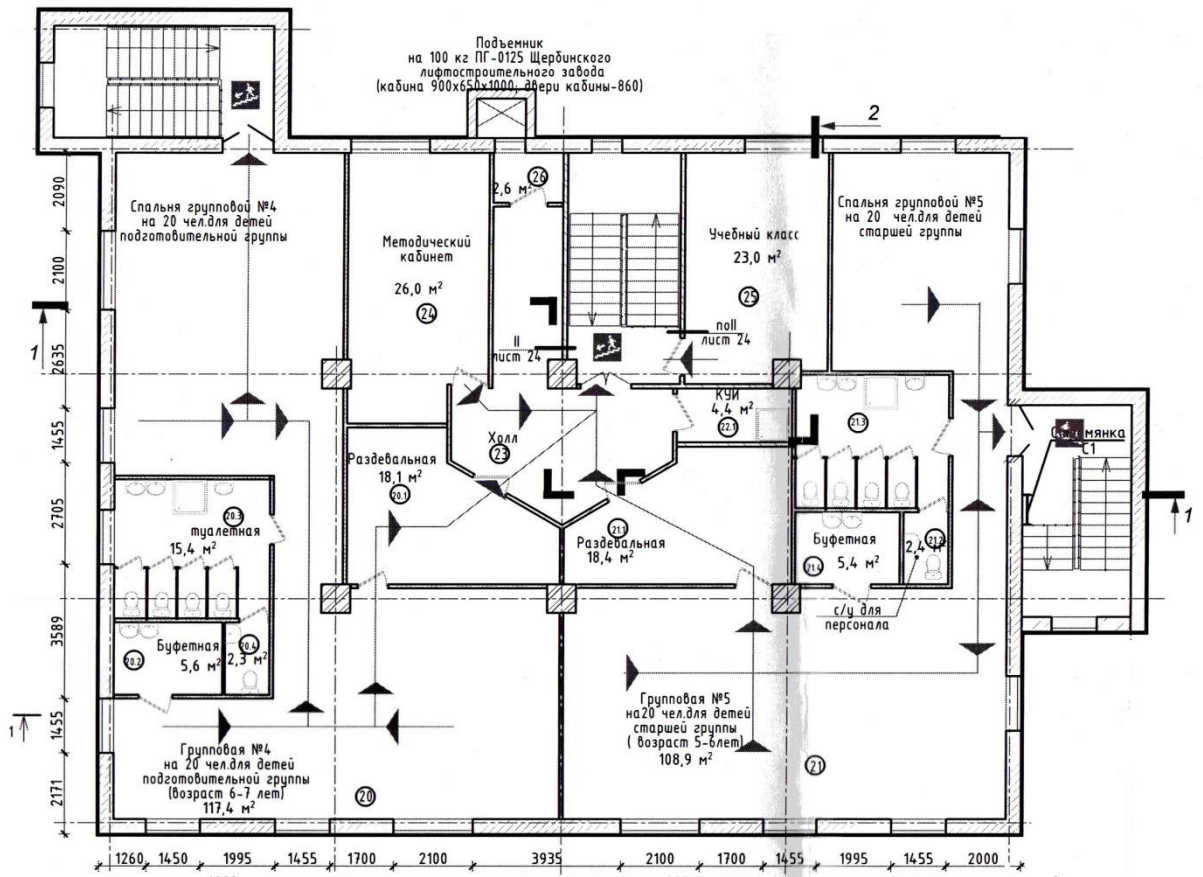 Подъемник
на 100 кг ПГ-0125 Щербинского
лифтостроительного завода
(кабина 900х650х1000, двери кабины-860)
2
Спальня групповой №4
на 20 чел.для детей
подготовительной группы
Методический
кабинет
26,0 м²
24
26
2,6 м²
Учебный класс
23,0 м²
25
Спальня групповой №5
на 20 чел.для детей
старшей группы
1
II
лист 24
поII
лист 24
КУИ
4,4 м²
22.1
21.3
С1
1
Холл
23
Раздевальная
18,1 м²
20.1
21.1
Раздевальная
18,4 м²
20.3
туалетная
15,4 м²
Буфетная
5,4 м²
21.4
21.2
2,4 м²
с/у для
персонала
20.2
Буфетная
5,6 м²
20.4
2,3 м²
1
Групповая №4
на 20 чел.для детей
подготовительной группы
(возраст 6-7 лет)
117,4 м²
20
Групповая №5
на20 чел.для детей
старшей группы
( возраст 5-6лет)
108,9 м²
21
2090
2100
2635
1455
2705
3589
1455
2171
1260 1450 1995 1455 1700 2100 3935 2100 1700 1455 1995 1455 2000